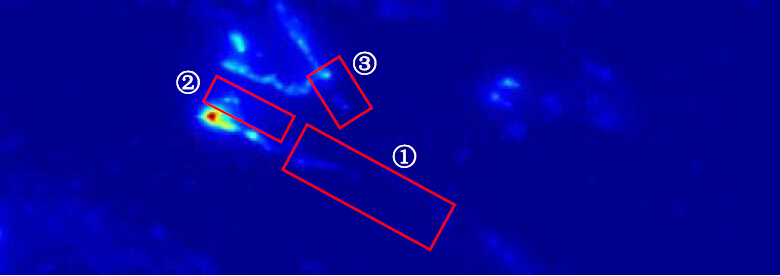 ③
②
①